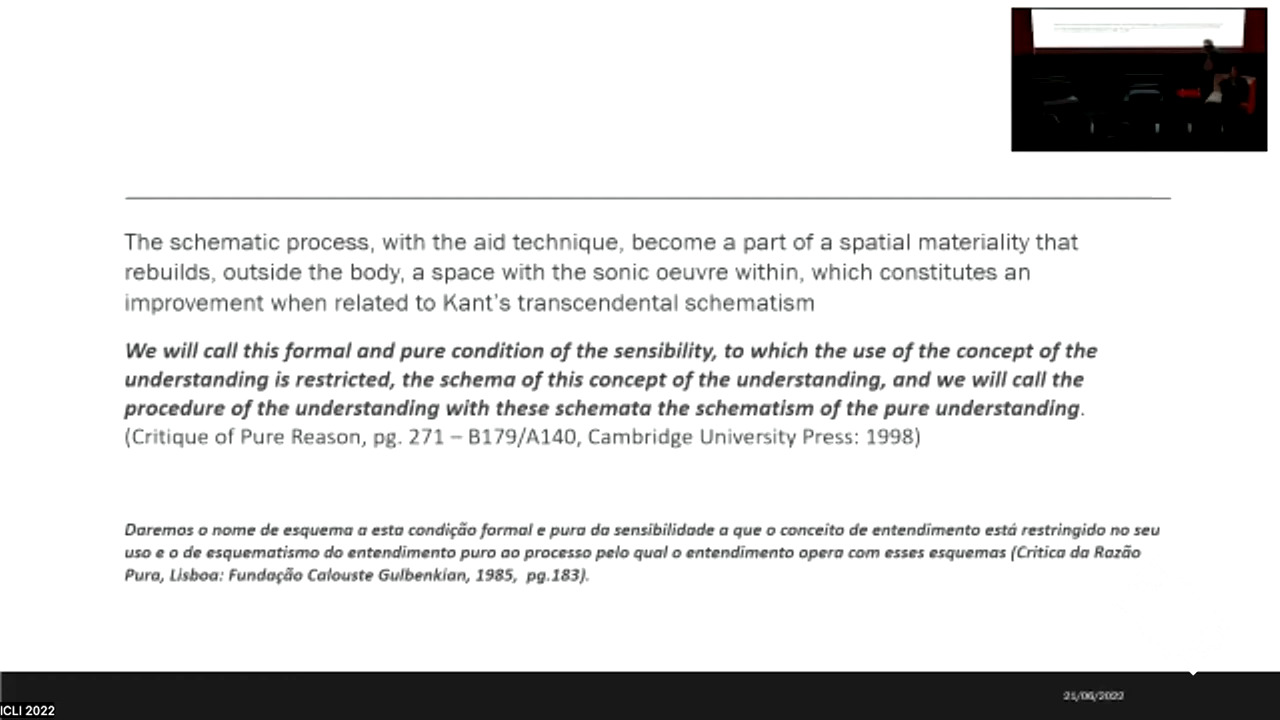 The schematic process, with the aid technique, become a part of a spatial materiality that
rebuilds, outside the body, a space with the sonic oeuvre within, which constitutes an
improvement when related to Kant's transcendental schematism
We will call this formal and pure condition of the sensibility, to which the use of the concept of the
understanding is restricted, the schema of this concept of the understanding, and we will call the
procedure of the understanding with these schemata the schematism of the pure understanding.
(Critique of Pure Reason, pg. 271 – B179/A140, Cambridge University Press: 1998)
Daremos o nome de esquema a esta condição formal e pura da sensibilidade a que o conceito de entendimento está restringido no seu
uso e o de esquematismo do entendimento puro ao processo pelo qual o entendimento opera com esses esquemas (Critica da Razão
Pura, Lisboa: Fundação Calouste Gulbenkian, 1985, pg.183).
21/06/2022
ICLI 2022